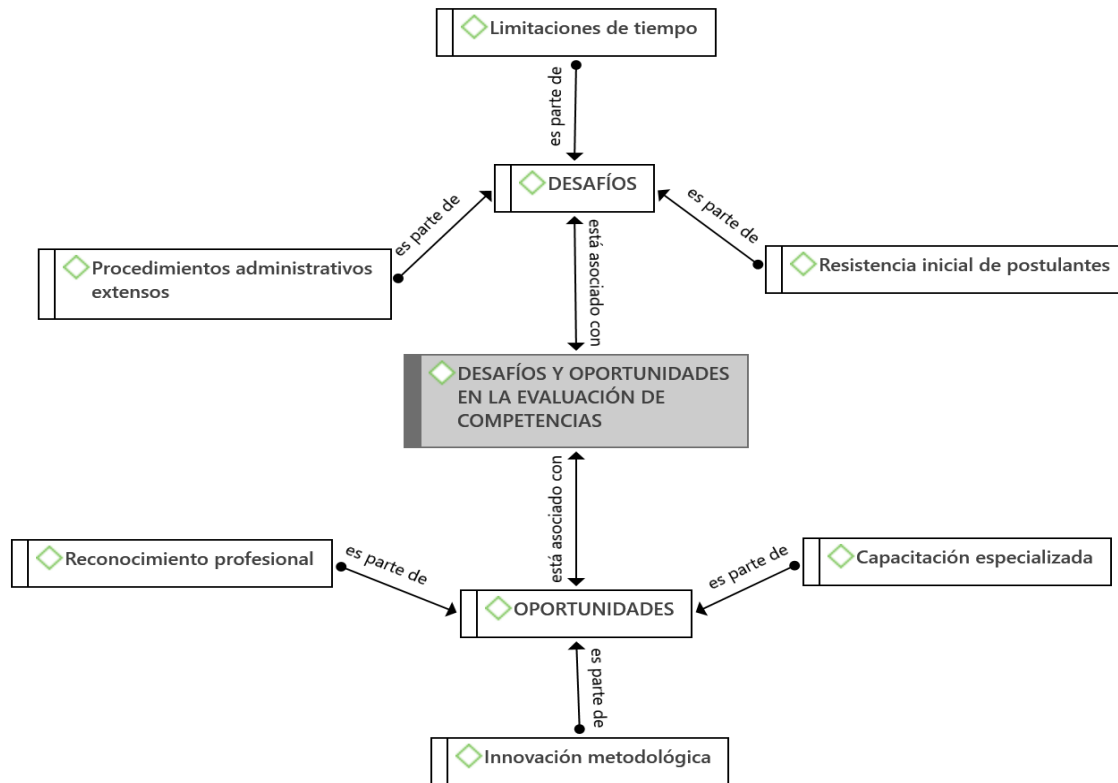 Limitaciones de tiempo
es parte de
DESAFÍOS
es parte de
es parte de
Procedimientos administrativos
extensos
está asociado con
Resistencia inicial de postulantes
DESAFÍOS Y OPORTUNIDADES
EN LA EVALUACIÓN DE
COMPETENCIAS
está asociado con
Reconocimiento profesional
es parte de
es parte de
Capacitación especializada
OPORTUNIDADES
es parte de
Innovación metodológica